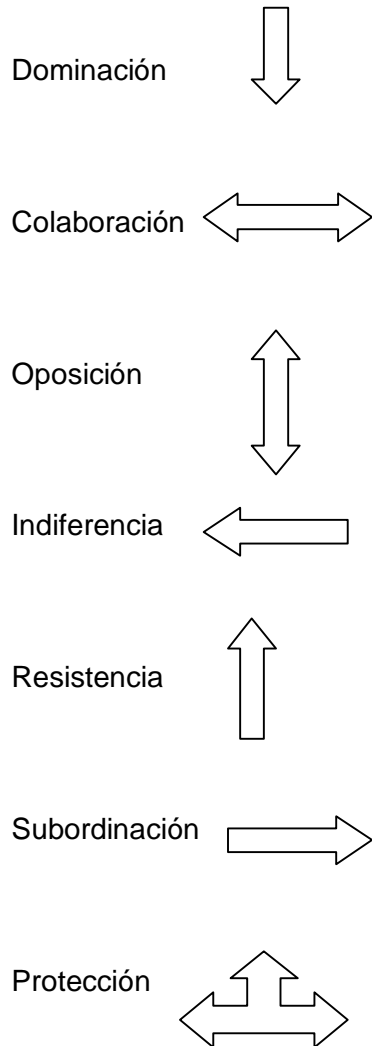 Dominación
Colaboración
Oposición
Indiferencia
Resistencia
Subordinación
Protección